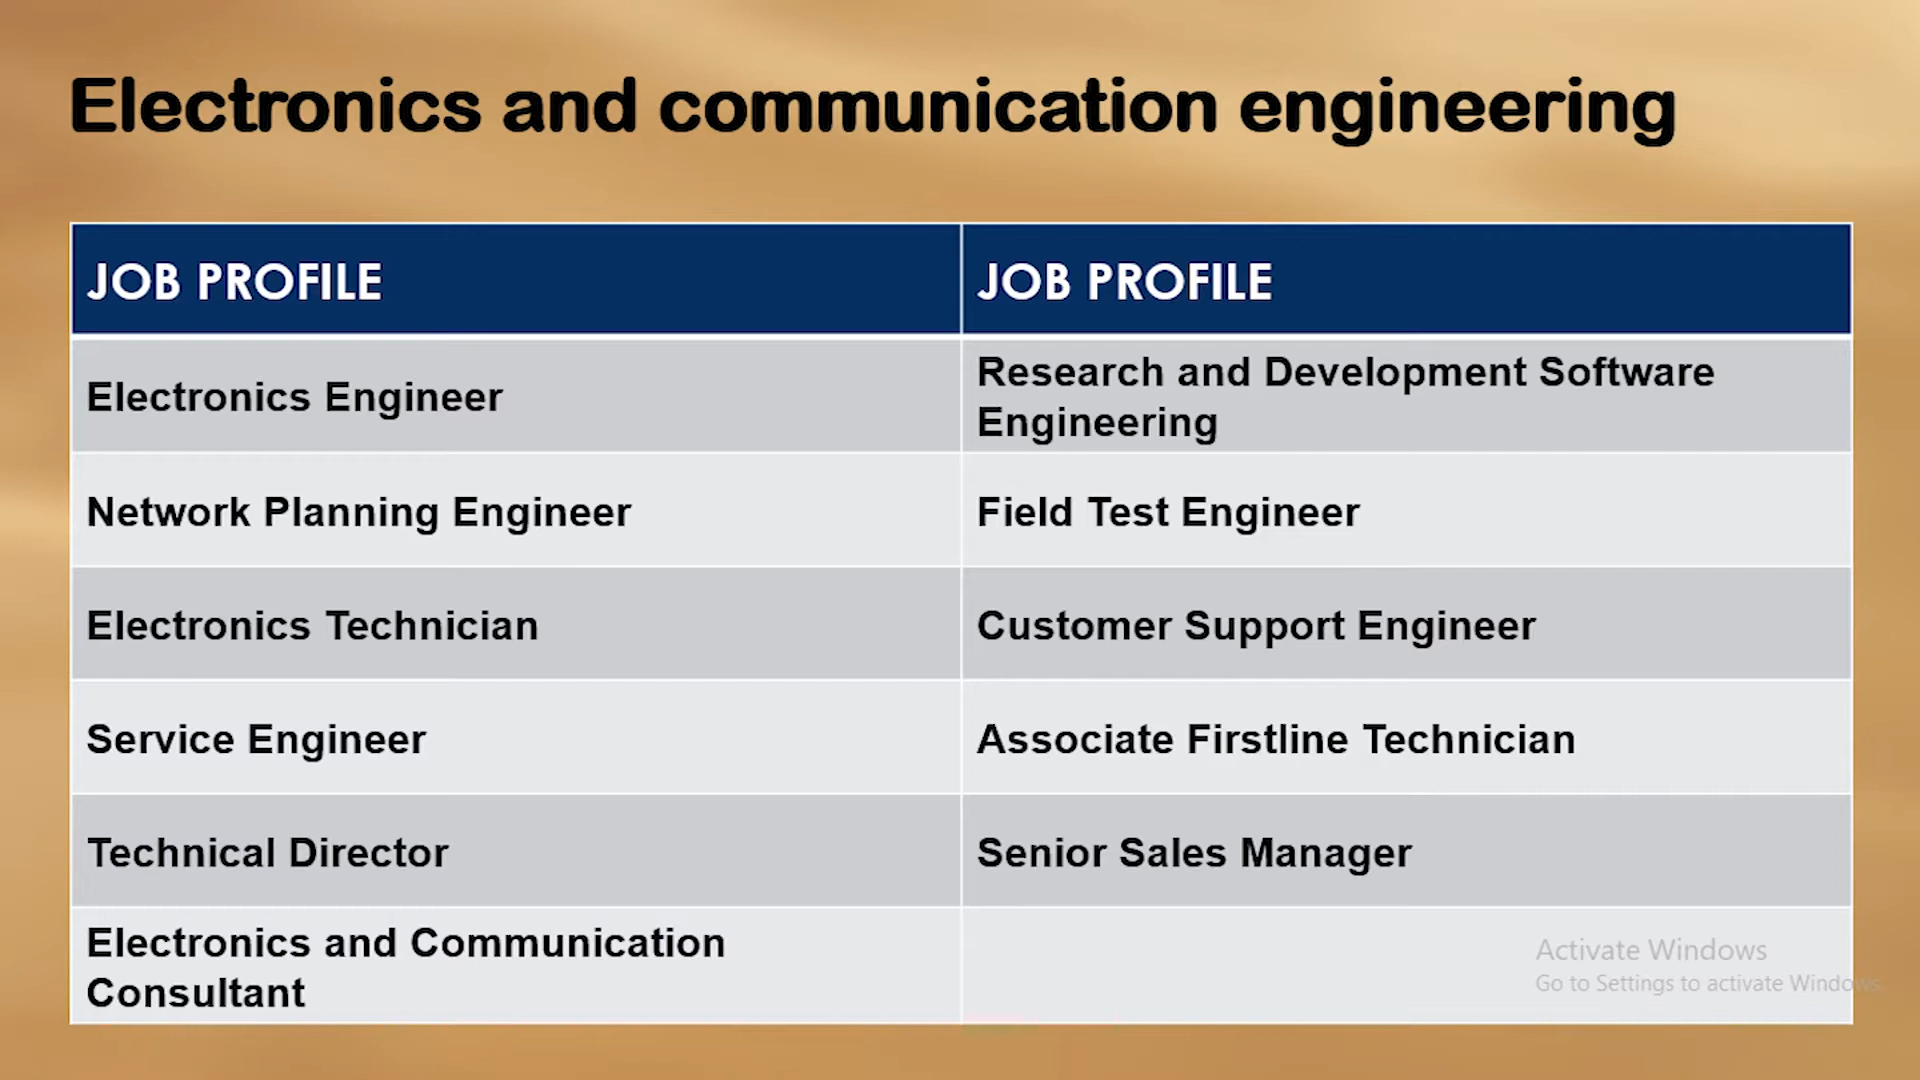 Electronics and communication engineering
JOB PROFILE
JOB PROFILE
Electronics Engineer
Research and Development Software
Engineering
Network Planning Engineer
Field Test Engineer
Electronics Technician
Customer Support Engineer
Service Engineer
Associate Firstline Technician
Technical Director
Senior Sales Manager
Electronics and Communication
Consultant
Activate Windows
Go to Settings to activate Windows.